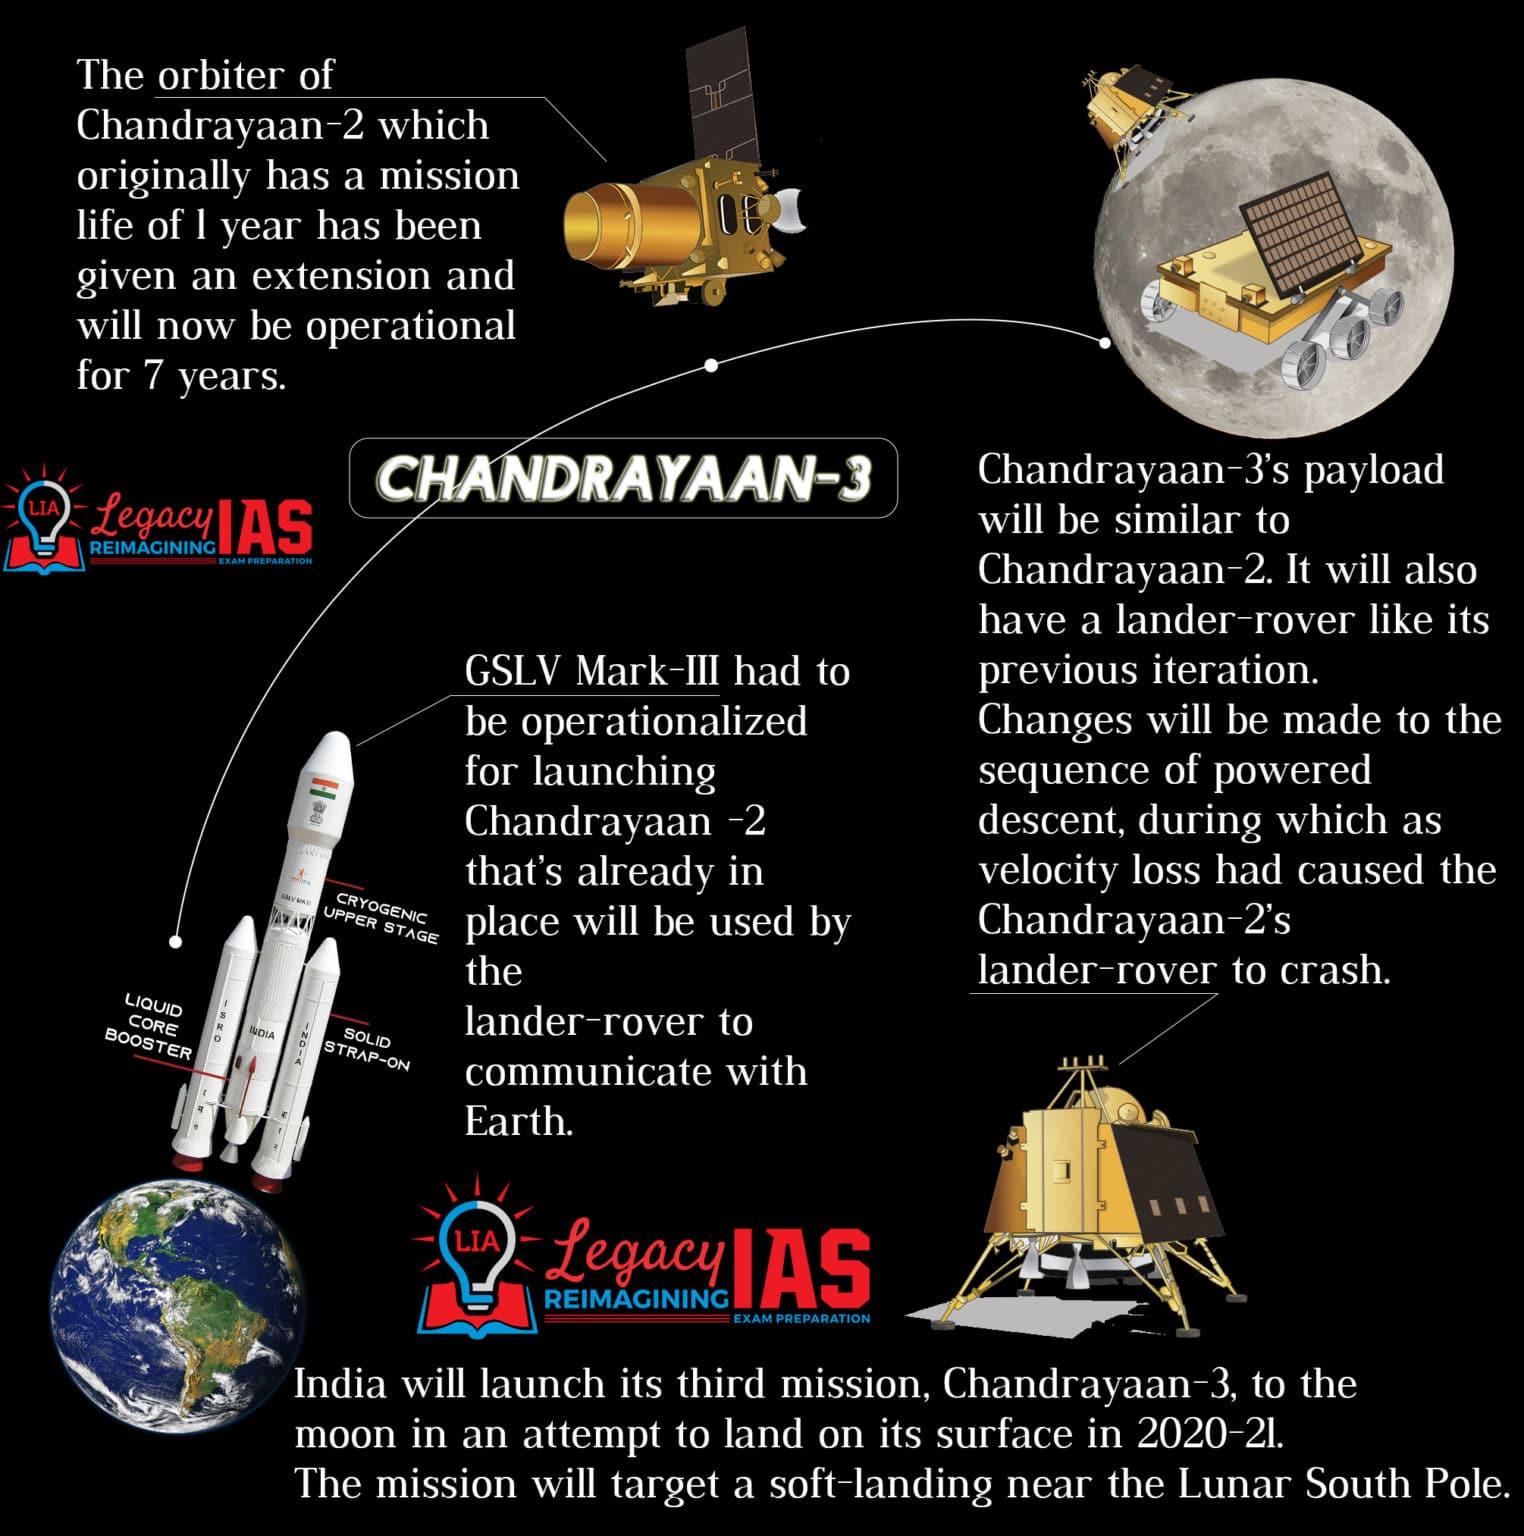 The orbiter of
Chandrayaan-2 which
originally has a mission
life of 1 year has been
given an extension and
will now be operational
for 7 years.
CHANDRAYAAN-3
LIA
Legacy IAS
REIMAGINING
EXAM PREPARATION
Chandrayaan-3's payload
will be similar to
Chandrayaan-2. It will also
have a lander-rover like its
previous iteration.
Changes will be made to the
sequence of powered
descent, during which as
velocity loss had caused the
Chandrayaan-2's
lander-rover to crash.
GSLV Mark-III had to
be operationalized
for launching
Chandrayaan -2
that's already in
place will be used by
the
lander-rover to
communicate with
Earth.
GSLV MKIII
CRYOGENIC
UPPER STAGE
LIQUID
CORE
BOOSTER
SOLID
STRAP-ON
ISRO
INDIA
INDIA
LIA
Legacy IAS
REIMAGINING
EXAM PREPARATION
India will launch its third mission, Chandrayaan-3, to the
moon in an attempt to land on its surface in 2020-21.
The mission will target a soft-landing near the Lunar South Pole.